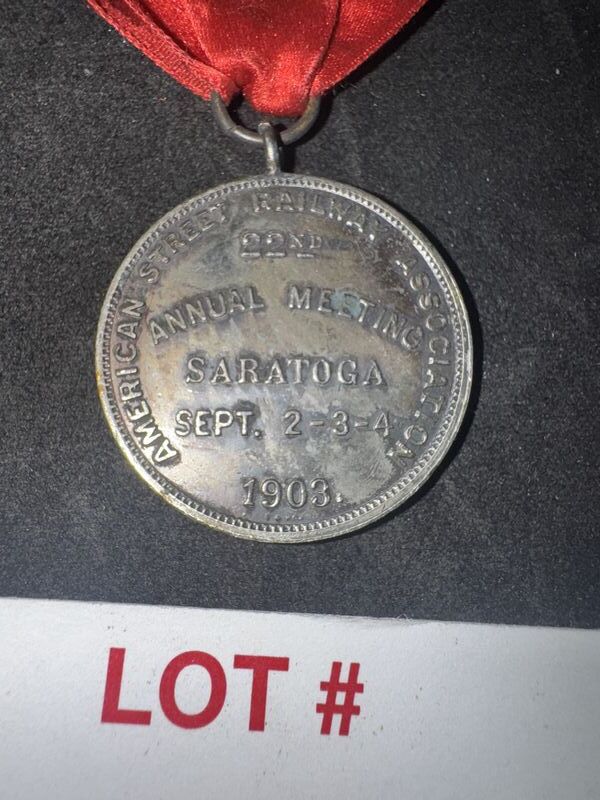 AMERICAN STREET RAILWAY ASSOCIATION
22ND
ANNUAL MEETING
SARATOGA
SEPT. 2-3-4
1903.
LOT #